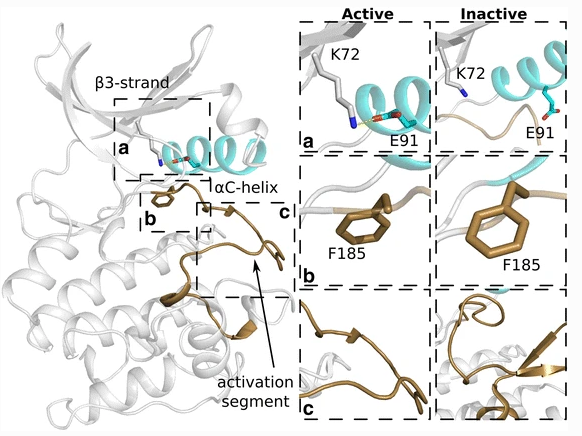 Active
Inactive
β3-strand
a
αC-helix
b
c
activation
segment
K72
E91
a
K72
E91
F185
b
F185
c